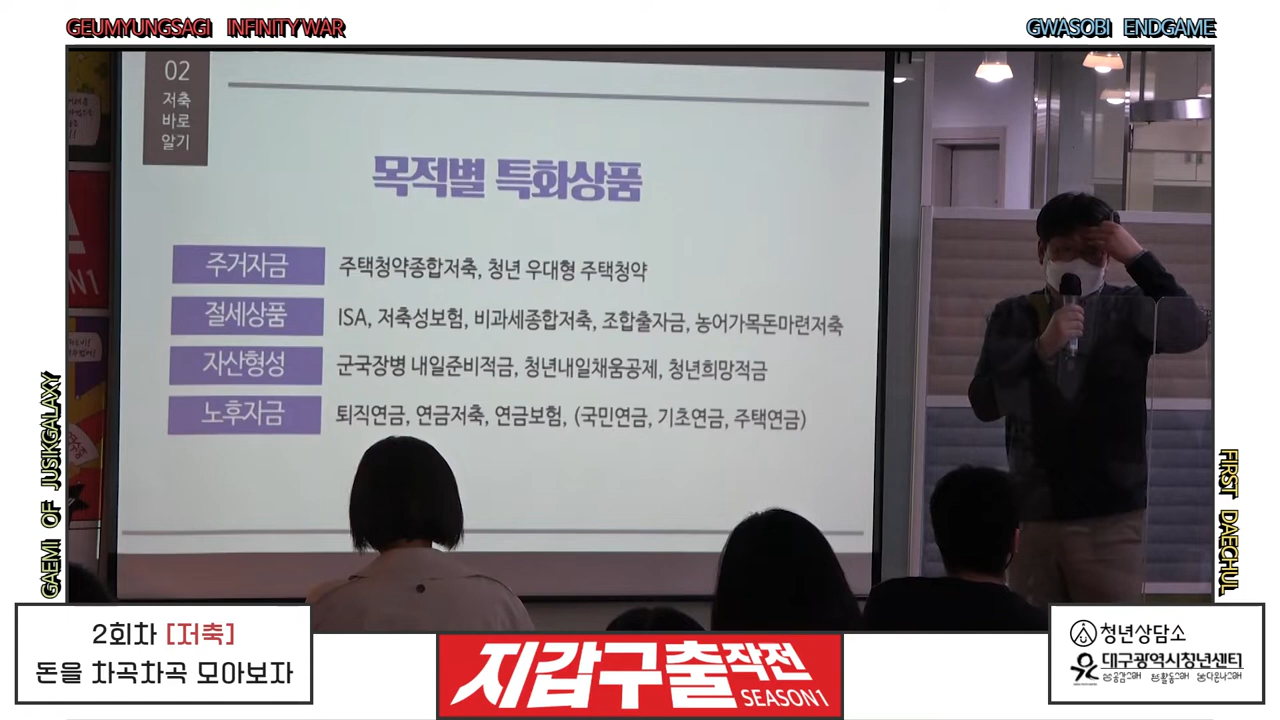 GEUMYUNGSAGI INFINITY WAR
GWASOBI ENDGAME
02
저축
바로
알기
목적별 특화상품
주거자금 주택청약종합저축, 청년 우대형 주택청약
절세상품 ISA, 저축성보험, 비과세종합저축, 조합출자금, 농어가목돈마련저축
자산형성 군국장병 내일준비적금, 청년내일채움공제, 청년희망적금
노후자금 퇴직연금, 연금저축, 연금보험, (국민연금, 기초연금, 주택연금)
GAEMI OF JUSIKGALAXY
FIRST DAECHUL
2회차 [저축]
돈을 차곡차곡 모아보자
지갑구출작전
SEASON1
청년상담소
대구광역시청년센터